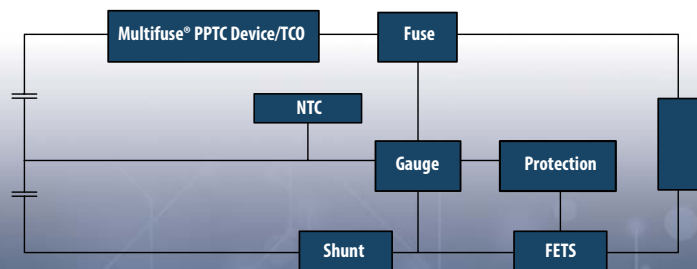 Multifuse® PPTC Device/TCO
Fuse
NTC
Gauge
Protection
Shunt
FETS